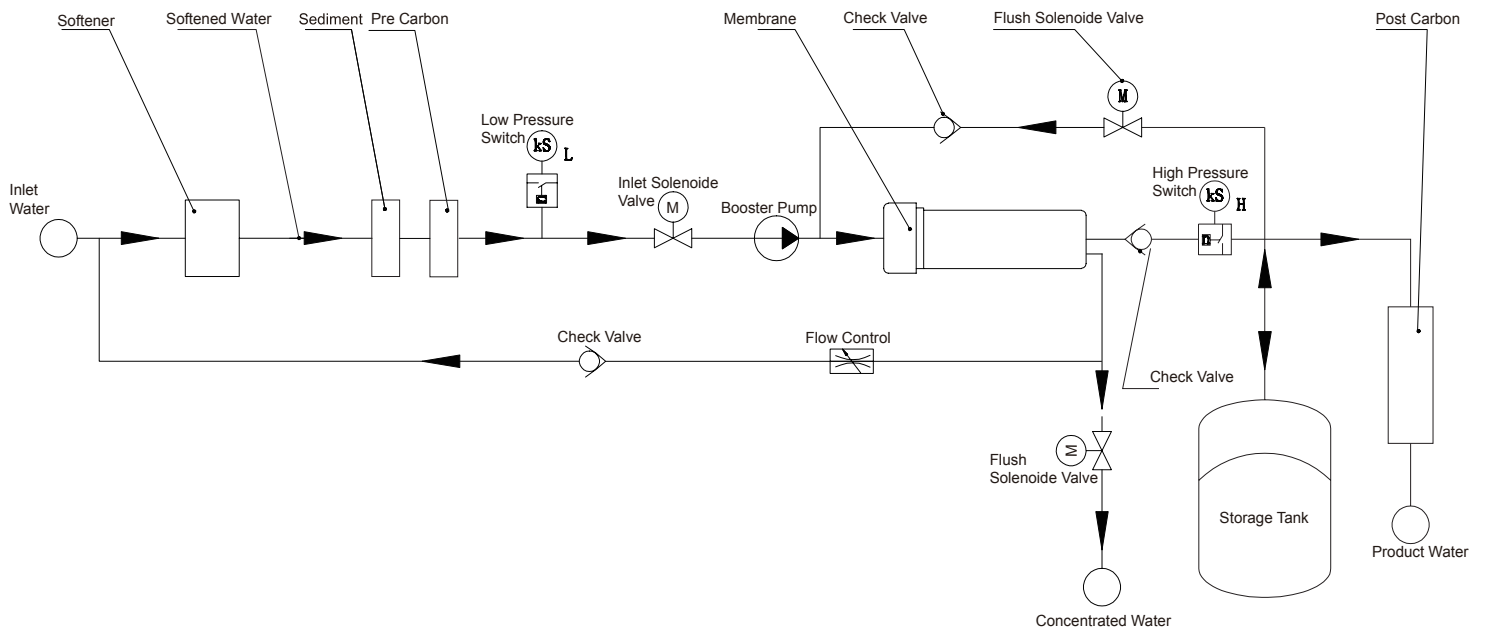 Softener
Softened Water
Sediment
Pre Carbon
Membrane
Check Valve
Flush Solenoide Valve
Post Carbon
M
Low Pressure
Switch
kS
L
High Pressure
Switch
kS
H
Inlet
Water
Inlet Solenoide
Valve
M
Booster Pump
Check Valve
Flow Control
Check Valve
M
Flush
Solenoide Valve
Storage Tank
Product Water
Concentrated Water